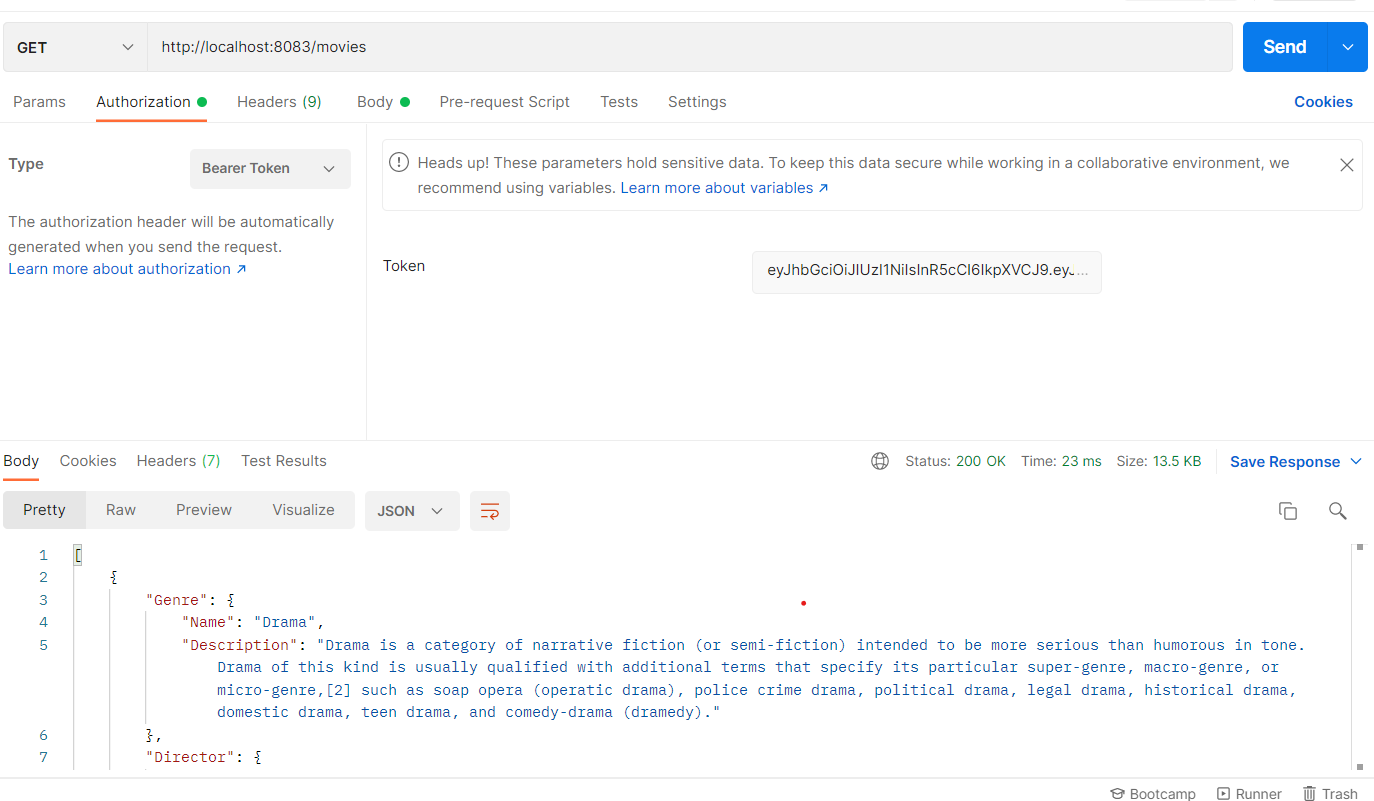 GET
http://localhost:8083/movies
Send
Params Authorization Headers (9) Body Pre-request Script Tests Settings Cookies
Type
Bearer Token
The authorization header will be automatically
generated when you send the request.
Learn more about authorization ↗
Heads up! These parameters hold sensitive data. To keep this data secure while working in a collaborative environment, we
recommend using variables. Learn more about variables ↗
Token
eyJhbGciOiJIUzI1NiIsInR5cCI6IkpXVCJ9.eyJ...
Body Cookies Headers (7) Test Results
Status: 200 OK Time: 23 ms Size: 13.5 KB Save Response
Pretty Raw Preview Visualize JSON
1 [
2 {
3 "Genre": {
4 "Name": "Drama",
5 "Description": "Drama is a category of narrative fiction (or semi-fiction) intended to be more serious than humorous in tone.
Drama of this kind is usually qualified with additional terms that specify its particular super-genre, macro-genre, or
micro-genre,[2] such as soap opera (operatic drama), police crime drama, political drama, legal drama, historical drama,
domestic drama, teen drama, and comedy-drama (dramedy)."
6 },
7 "Director": {
Bootcamp Runner Trash